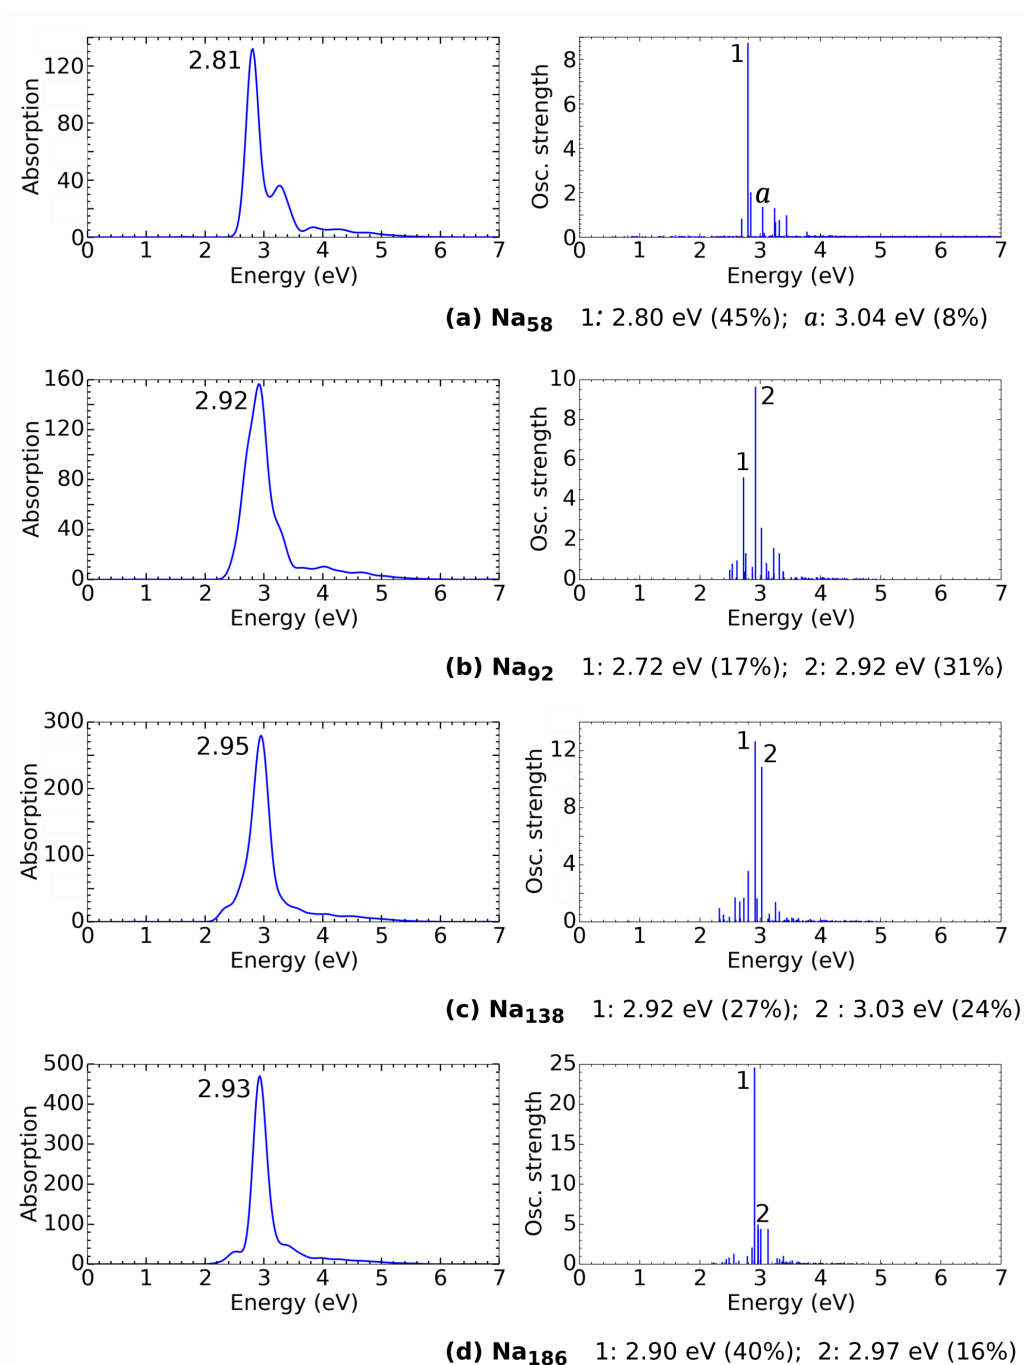 2.81
Absorption
120
80
40
0
0 1 2 3 4 5 6 7
Energy (eV)
1
a
Osc. strength
8
6
4
2
0
0 1 2 3 4 5 6 7
Energy (eV)
(a) Na58 1: 2.80 eV (45%); a: 3.04 eV (8%)
2.92
Absorption
160
120
80
40
0
0 1 2 3 4 5 6 7
Energy (eV)
1
2
Osc. strength
10
8
6
4
2
0
0 1 2 3 4 5 6 7
Energy (eV)
(b) Na92 1: 2.72 eV (17%); 2: 2.92 eV (31%)
2.95
Absorption
300
200
100
0
0 1 2 3 4 5 6 7
Energy (eV)
1
2
Osc. strength
12
8
4
0
0 1 2 3 4 5 6 7
Energy (eV)
(c) Na138 1: 2.92 eV (27%); 2 : 3.03 eV (24%)
2.93
Absorption
500
400
300
200
100
0
0 1 2 3 4 5 6 7
Energy (eV)
1
2
Osc. strength
25
20
15
10
5
0
0 1 2 3 4 5 6 7
Energy (eV)
(d) Na186 1: 2.90 eV (40%); 2: 2.97 eV (16%)